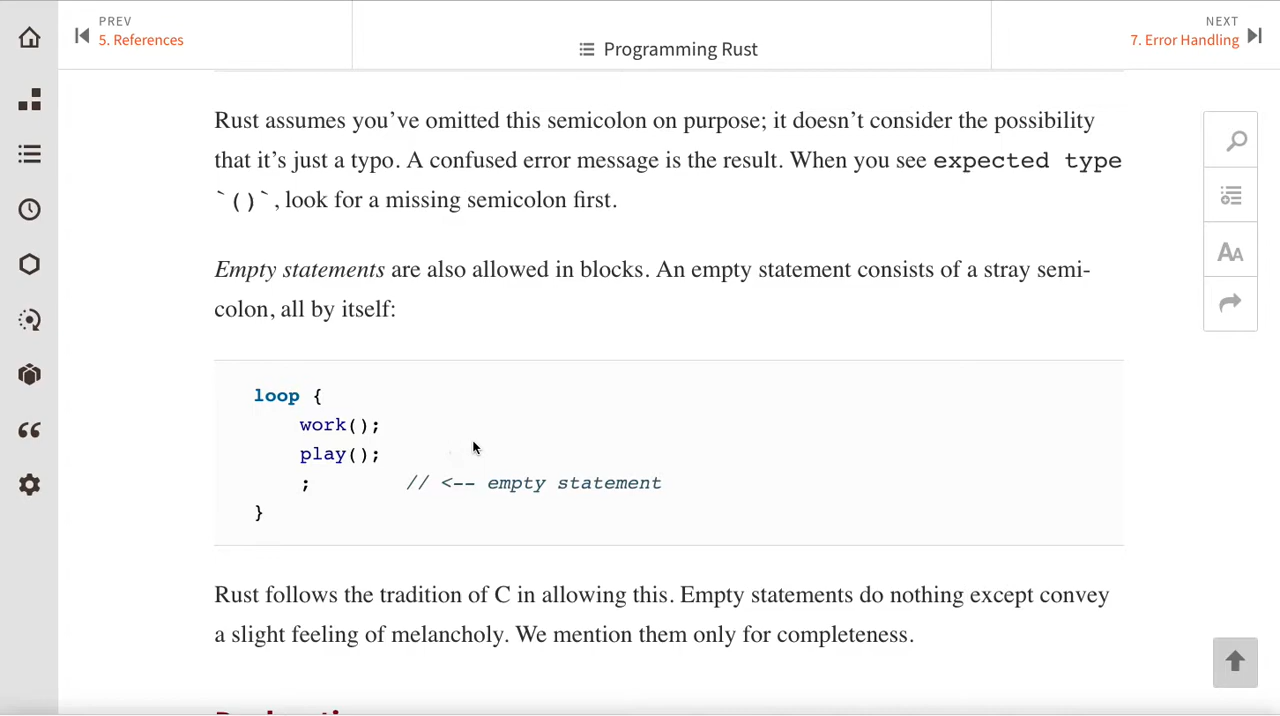 PREV
5. References
Programming Rust
NEXT
7. Error Handling
Rust assumes you’ve omitted this semicolon on purpose; it doesn’t consider the possibility
that it’s just a typo. A confused error message is the result. When you see expected type
`()`, look for a missing semicolon first.
Empty statements are also allowed in blocks. An empty statement consists of a stray semi-
colon, all by itself:
loop {
    work();
    play();
    ;        // <-- empty statement
}
Rust follows the tradition of C in allowing this. Empty statements do nothing except convey
a slight feeling of melancholy. We mention them only for completeness.
AA